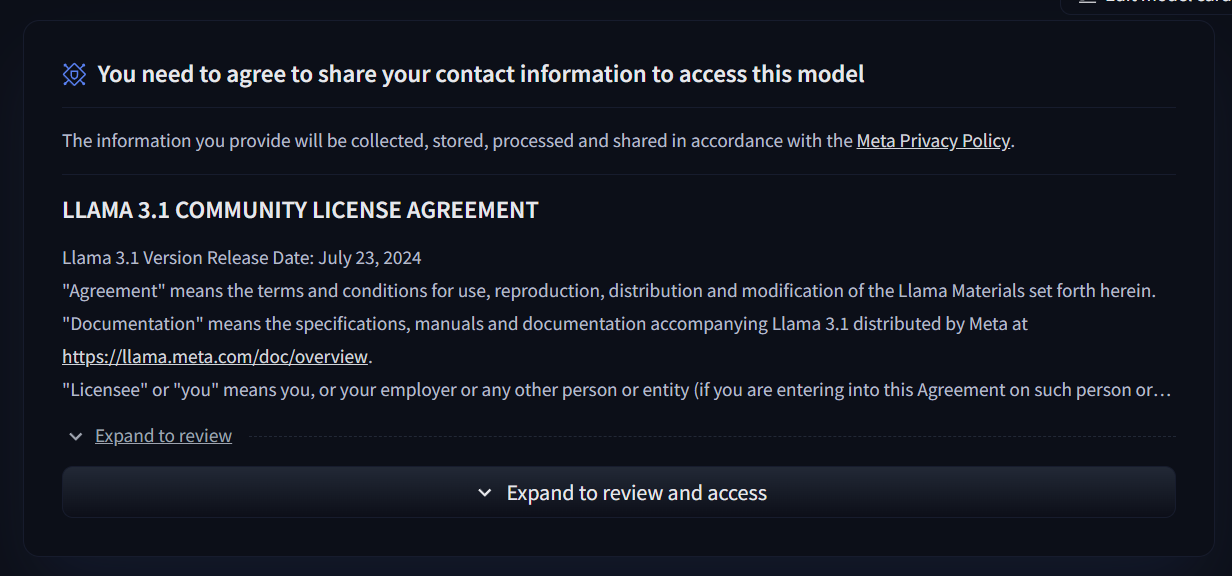 Edit model card
You need to agree to share your contact information to access this model
The information you provide will be collected, stored, processed and shared in accordance with the Meta Privacy Policy.
LLAMA 3.1 COMMUNITY LICENSE AGREEMENT
Llama 3.1 Version Release Date: July 23, 2024
"Agreement" means the terms and conditions for use, reproduction, distribution and modification of the Llama Materials set forth herein.
"Documentation" means the specifications, manuals and documentation accompanying Llama 3.1 distributed by Meta at
https://llama.meta.com/doc/overview.
"Licensee" or "you" means you, or your employer or any other person or entity (if you are entering into this Agreement on such person or…
Expand to review
Expand to review and access